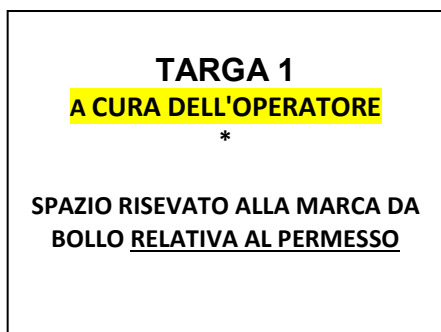 TARGA 1
A CURA DELL'OPERATORE
*
SPAZIO RISEVATO ALLA MARCA DA
BOLLO RELATIVA AL PERMESSO